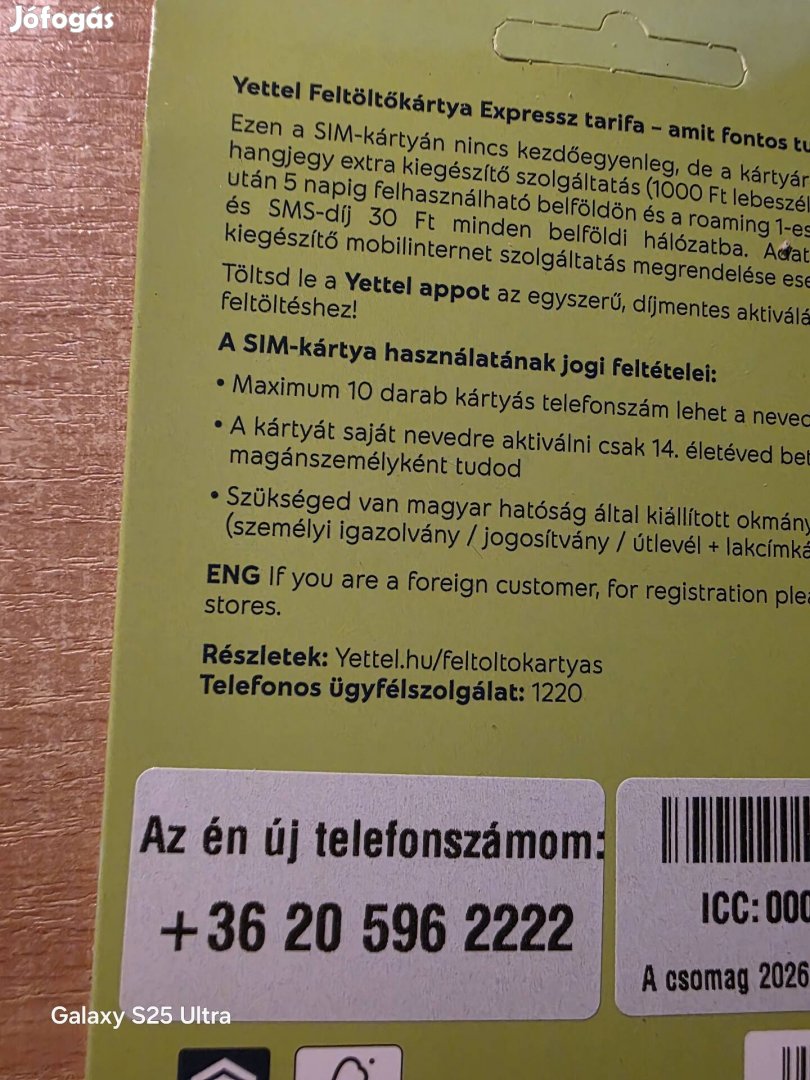 Jófogás
Yettel Feltöltőkártya Expressz tarifa – amit fontos tu
Ezen a SIM-kártyán nincs kezdőegyenleg, de a kártyár
hangjegy extra kiegészítő szolgáltatás (1000 Ft lebeszél
után 5 napig felhasználható belföldön és a roaming 1-es
és SMS-díj 30 Ft minden belföldi hálózatba. Adat
kiegészítő mobilinternet szolgáltatás megrendelése ese
Töltsd le a Yettel appot az egyszerű, díjmentes aktiválá
feltöltéshez!
A SIM-kártya használatának jogi feltételei:
• Maximum 10 darab kártyás telefonszám lehet a neved
• A kártyát saját nevedre aktiválni csak 14. életéved bet
magánszemélyként tudod
• Szükséged van magyar hatóság által kiállított okmány
(személyi igazolvány / jogosítvány / útlevél + lakcímká
ENG If you are a foreign customer, for registration plea
stores.
Részletek: Yettel.hu/feltoltokartyas
Telefonos ügyfélszolgálat: 1220
Az én új telefonszámom:
+36 20 596 2222
ICC: 000
A csomag 2026
Galaxy S25 Ultra